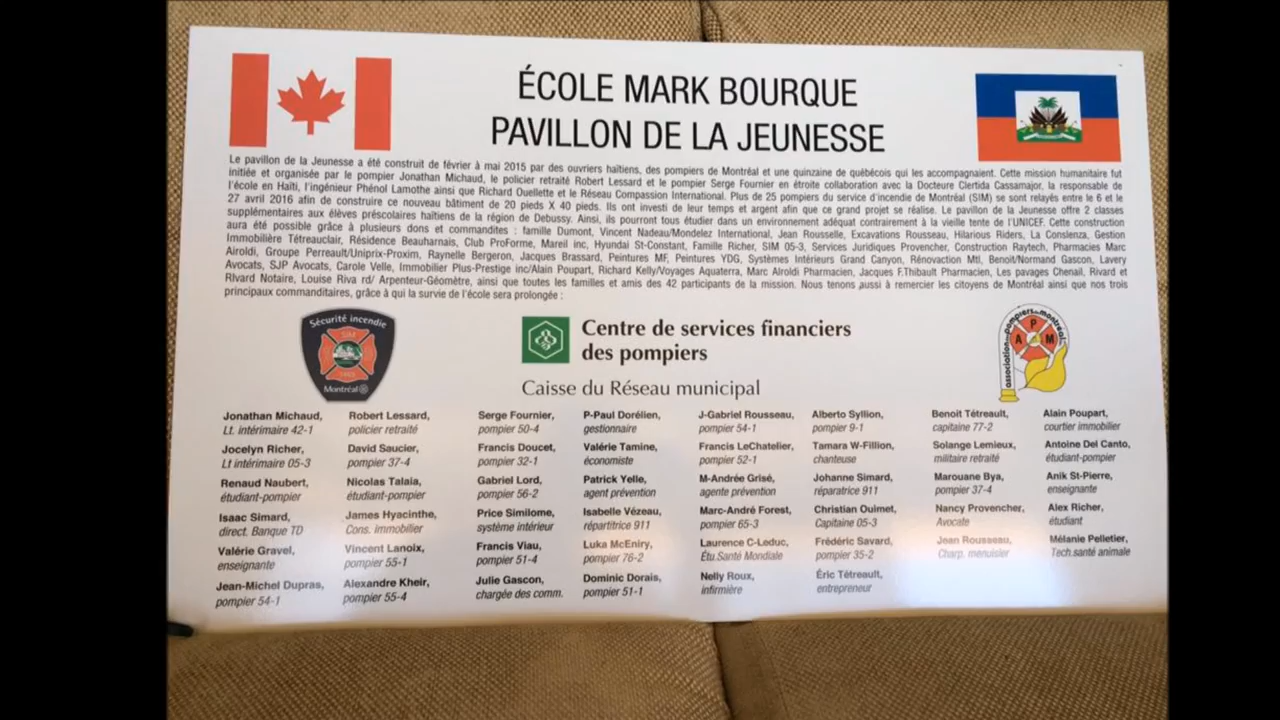 ÉCOLE MARK BOURQUE
PAVILLON DE LA JEUNESSE
Le pavillon de la Jeunesse a été construit de février à mai 2015 par des ouvriers haïtiens, des pompiers de Montréal et une quinzaine de québécois qui les accompagnaient. Cette mission humanitaire fut
initiée et organisée par le pompier Jonathan Michaud, le policier retraité Robert Lessard et le pompier Serge Fournier en étroite collaboration avec la Docteure Clertida Cassamajor, la responsable de
l'école en Haïti, l'ingénieur Phénol Lamothe ainsi que Richard Ouellette et le Réseau Compassion International. Plus de 25 pompiers du service d'incendie de Montréal (SIM) se sont relayés entre le 6 et le
27 avril 2016 afin de construire ce nouveau bâtiment de 20 pieds X 40 pieds. Ils ont investi de leur temps et argent afin que ce grand projet se réalise. Le pavillon de la Jeunesse offre 2 classes
supplémentaires aux élèves préscolaires haïtiens de la région de Debussy. Ainsi, ils pourront tous étudier dans un environnement adéquat contrairement à la vieille tente de l'UNICEF. Cette construction
aura été possible grâce à plusieurs dons et commandites : famille Dumont, Vincent Nadeau/Mondelez International, Jean Rousselle, Excavations Rousseau, Hilarious Riders, La Conslenza, Gestion
Immobilière Tétreauclair, Résidence Beauharnais, Club ProForme, Mareil inc, Hyundai St-Constant, Famille Richer, SIM 05-3, Services Juridiques Provencher, Construction Raytech, Pharmacies Marc
Airoldi, Groupe Perreault/Uniprix-Proxim, Raynelle Bergeron, Jacques Brassard, Peintures MF, Peintures YDG, Systèmes Intérieurs Grand Canyon, Rénovation Mtl, Benoit/Normand Gascon, Lavery
Avocats, SJP Avocats, Carole Velle, Immobilier Plus-Prestige inc/Alain Poupart, Richard Kelly/Voyages Aquaterra, Marc Airoldi Pharmacien, Jacques F.Thibault Pharmacien, Les pavages Chenail, Rivard et
RIvard Notaire, Louise Riva rd/ Arpenteur-Géomètre, ainsi que toutes les familles et amis des 42 participants de la mission. Nous tenons aussi à remercier les citoyens de Montréal ainsi que nos trois
principaux commanditaires, grâce à qui la survie de l'école sera prolongée :
Sécurité incendie
SIM
Montréal
Centre de services financiers
des pompiers
Caisse du Réseau municipal
association des pompiers de montréal
A P M
Jonathan Michaud, Robert Lessard, Serge Fournier, P-Paul Dorélien, J-Gabriel Rousseau, Alberto Syllion, Benoit Tétreault, Alain Poupart,
Lt. intérimaire 42-1 policier retraité pompier 50-4 gestionnaire pompier 54-1 pompier 9-1 capitaine 77-2 courtier immobilier
Jocelyn Richer, David Saucier, Francis Doucet, Valérie Tamine, Francis LeChatelier, Tamara W-Fillion, Solange Lemieux, Antoine Del Canto,
Lt intérimaire 05-3 pompier 37-4 pompier 32-1 économiste pompier 52-1 chanteuse militaire retraité étudiant-pompier
Renaud Naubert, Nicolas Talaia, Gabriel Lord, Patrick Yelle, M-Andrée Grisé, Johanne Simard, Marouane Bya, Anik St-Pierre,
étudiant-pompier étudiant-pompier pompier 56-2 agent prévention agente prévention réparatrice 911 pompier 37-4 enseignante
Isaac Simard, James Hyacinthe, Price Similome, Isabelle Vézeau, Marc-André Forest, Christian Ouimet, Nancy Provencher, Alex Richer,
direct. Banque TD Cons. Immobilier système intérieur répartitrice 911 pompier 65-3 Capitaine 05-3 Avocate étudiant
Valérie Gravel, Vincent Lanoix, Francis Viau, Luka McEniry, Laurence C-Leduc, Frédéric Savard, Jean Rousseau, Mélanie Pelletier,
enseignante pompier 55-1 pompier 51-4 pompier 76-2 Étu.Santé Mondiale pompier 35-2 Charp. menuisier Tech.santé animale
Jean-Michel Dupras, Alexandre Kheir, Julie Gascon, Dominic Dorais, Nelly Roux, Éric Tétreault,
pompier 54-1 pompier 55-4 chargée des comm. pompier 51-1 infirmière entrepreneur